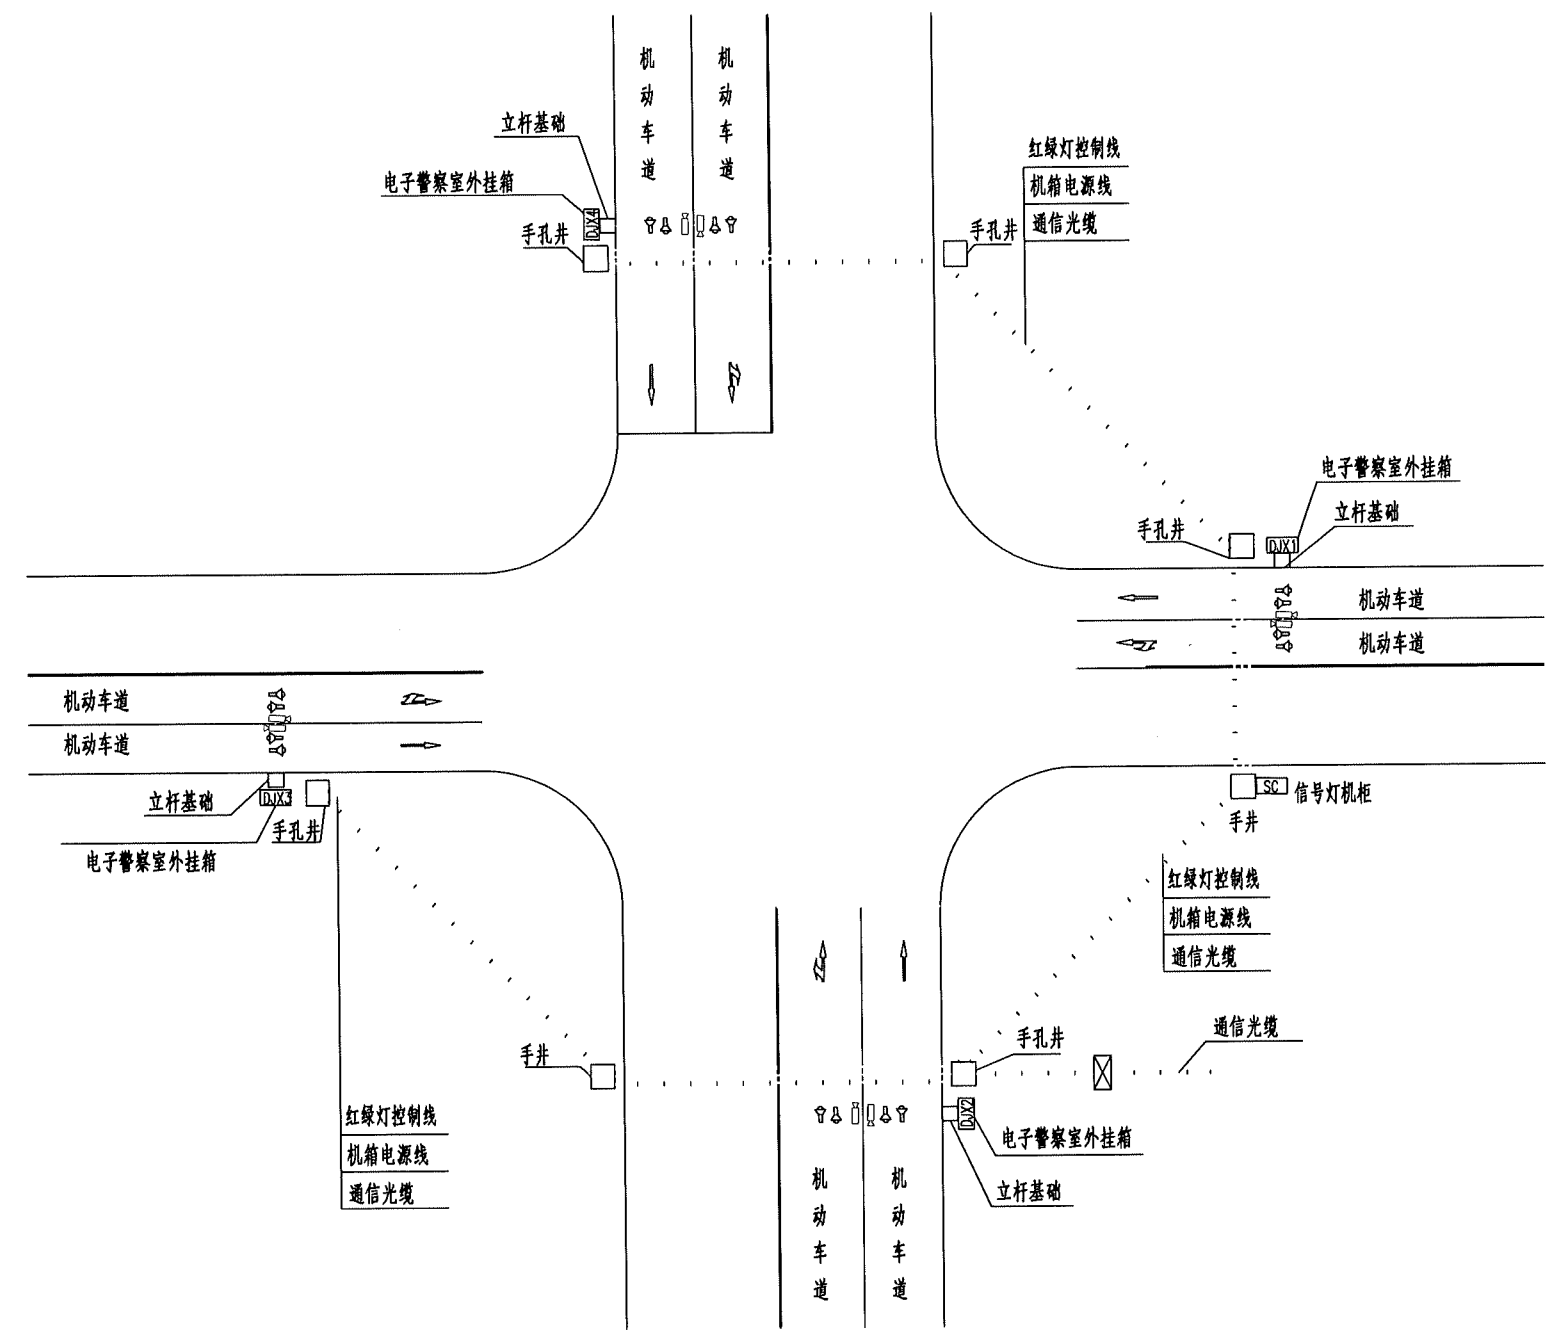 机动车道
机动车道
立杆基础
红绿灯控制线
电子警察室外挂箱
机箱电源线
DJX4
手孔井
手孔井
通信光缆
电子警察室外挂箱
立杆基础
手孔井
DJX1
机动车道
机动车道
机动车道
机动车道
立杆基础
DJX3
手孔井
电子警察室外挂箱
SC
信号灯机柜
手井
红绿灯控制线
机箱电源线
通信光缆
通信光缆
手井
手孔井
DJX2
红绿灯控制线
机箱电源线
通信光缆
电子警察室外挂箱
立杆基础
机动车道
机动车道